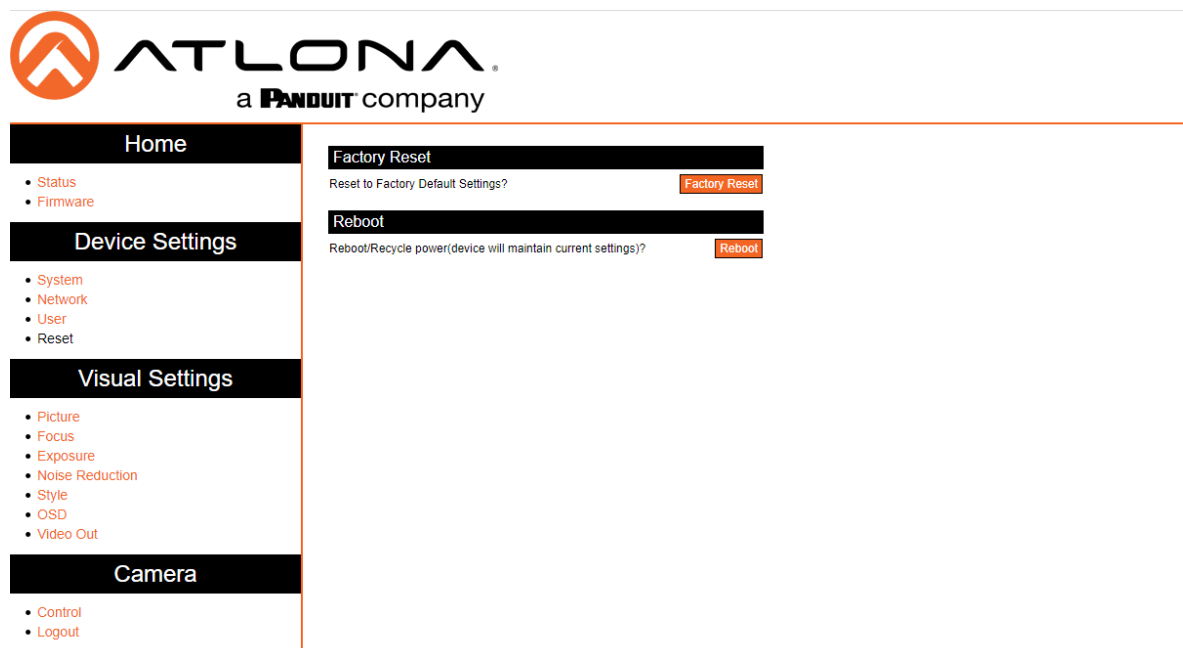 ATLONA®
a PANDUIT™ company
Home
Status
Firmware
Device Settings
System
Network
User
Reset
Visual Settings
Picture
Focus
Exposure
Noise Reduction
Style
OSD
Video Out
Camera
Control
Logout
Factory Reset
Reset to Factory Default Settings? Factory Reset
Reboot
Reboot/Recycle power(device will maintain current settings)? Reboot